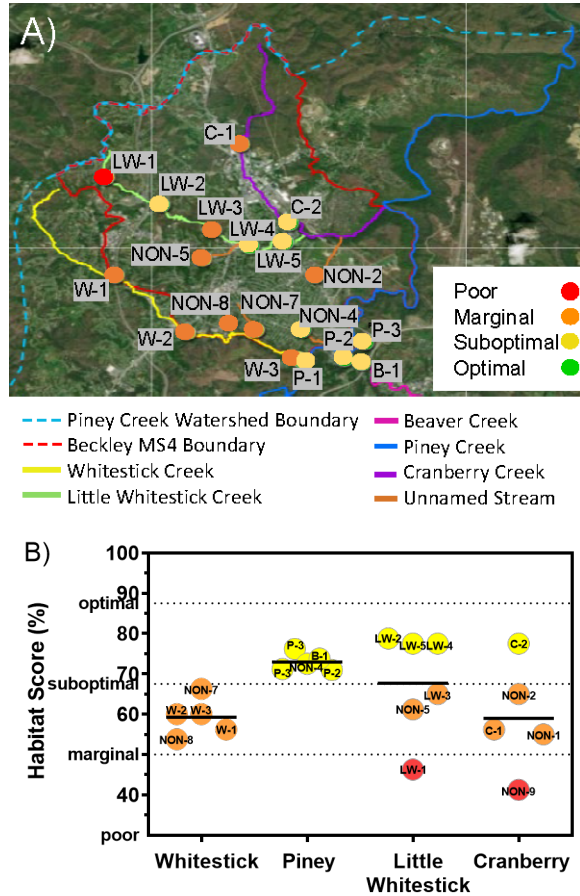 A)
C-1
LW-1
LW-2
C-2
LW-3
LW-4
NON-5
LW-5
W-1
NON-2
NON-8
NON-7
NON-4
W-2
P-2
P-3
W-3
P-1
B-1
Poor
Marginal
Suboptimal
Optimal
Piney Creek Watershed Boundary
Beckley MS4 Boundary
Whitestick Creek
Little Whitestick Creek
Beaver Creek
Piney Creek
Cranberry Creek
Unnamed Stream
B)
Habitat Score (%)
100
90
optimal
80
70
suboptimal
60
marginal
40
poor
NON-7
W-2
W-3
W-1
NON-8
P-3
B-1
NON-4
P-3
P-2
LW-2
LW-5
LW-4
LW-3
NON-5
LW-1
C-2
NON-2
C-1
NON-1
NON-9
Whitestick
Piney
Little
Whitestick
Cranberry